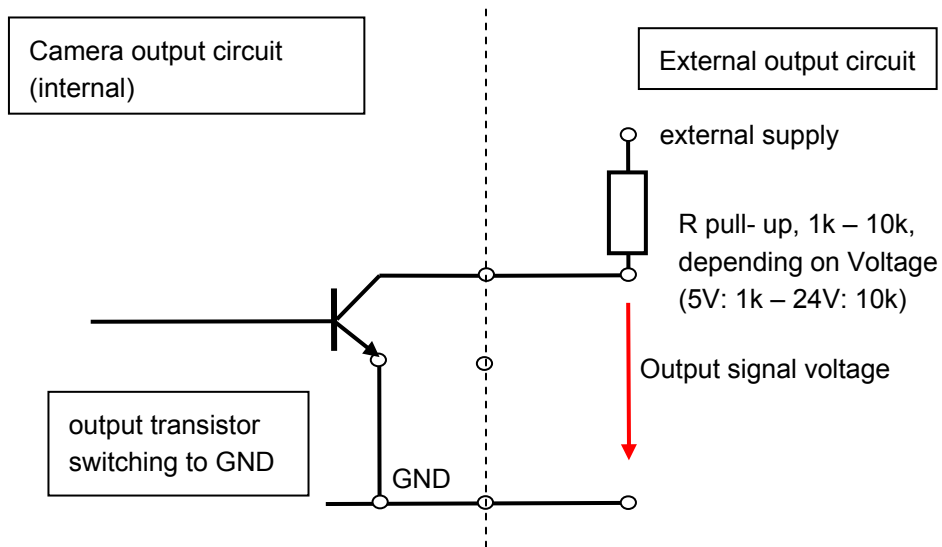 Camera output circuit
(internal)
External output circuit
external supply
R pull- up, 1k – 10k,
depending on Voltage
(5V: 1k – 24V: 10k)
Output signal voltage
output transistor
switching to GND
GND